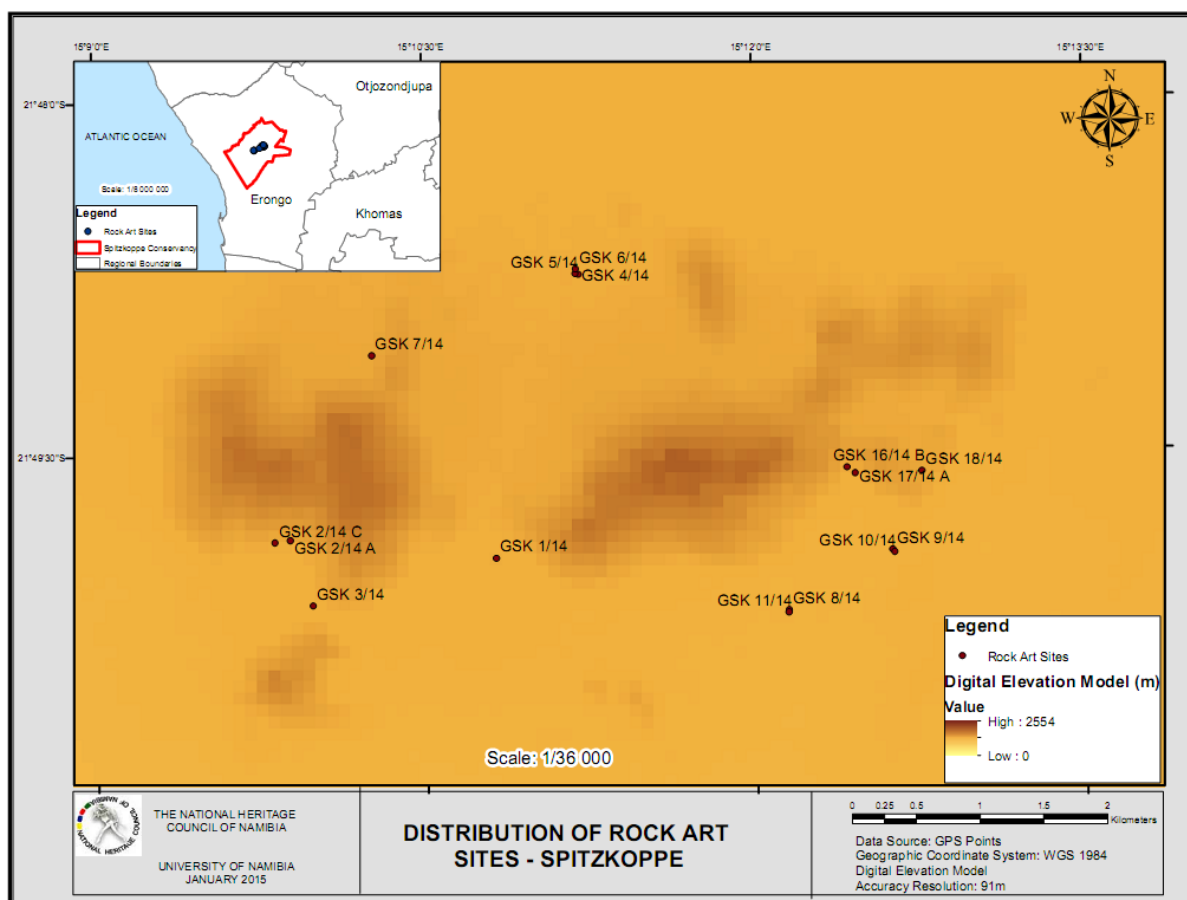 15°9'0"E
15°10'30"E
15°12'0"E
15°13'30"E
21°48'0"S
21°49'30"S
Otjozondjupa
ATLANTIC OCEAN
Scale: 1/8 000 000
Erongo
Khomas
Legend
Rock Art Sites
Spitzkoppe Conservancy
Regional Boundaries
N
W
E
S
GSK 6/14
GSK 5/14
GSK 4/14
GSK 7/14
GSK 16/14 B
GSK 18/14
GSK 17/14 A
GSK 2/14 C
GSK 2/14 A
GSK 1/14
GSK 10/14
GSK 9/14
GSK 3/14
GSK 11/14
GSK 8/14
Legend
Rock Art Sites
Digital Elevation Model (m)
Value
High : 2554
Low : 0
Scale: 1/36 000
NATIONAL HERITAGE COUNCIL OF NAMIBIA
THE NATIONAL HERITAGE
COUNCIL OF NAMIBIA
UNIVERSITY OF NAMIBIA
JANUARY 2015
DISTRIBUTION OF ROCK ART
SITES - SPITZKOPPE
0 0.25 0.5 1 1.5 2
Kilometers
Data Source: GPS Points
Geographic Coordinate System: WGS 1984
Digital Elevation Model
Accuracy Resolution: 91m